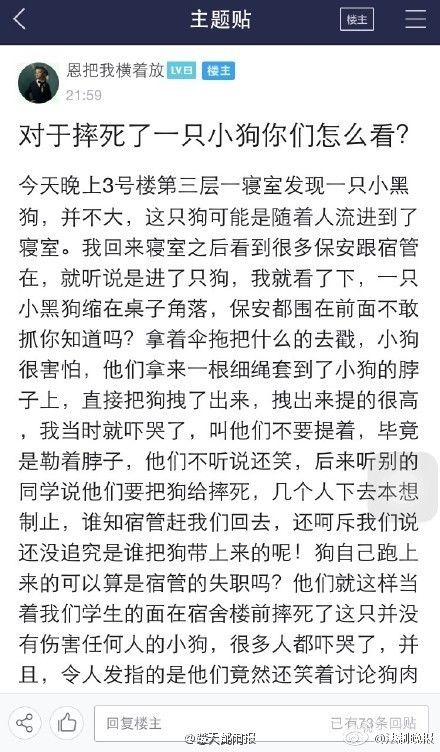 主题贴
楼主
恩把我横着放 LV8 楼主
21:59
对于摔死了一只小狗你们怎么看?
今天晚上3号楼第三层一寝室发现一只小黑
狗，并不大，这只狗可能是随着人流进到了
寝室。我回来寝室之后看到很多保安跟宿管
在，就听说是进了只狗，我就看了下，一只
小黑狗缩在桌子角落，保安都围在前面不敢
抓你知道吗？拿着伞拖把什么的去戳，小狗
很害怕，他们拿来一根细绳套到了小狗的脖
子上，直接把狗拽了出来，拽出来提的很高
，我当时就吓哭了，叫他们不要提着，毕竟
是勒着脖子，他们不听说还笑，后来听别的
同学说他们要把狗给摔死，几个人下去本想
制止，谁知宿管赶我们回去，还呵斥我们说
还没追究是谁把狗带上来的呢！狗自己跑上
来的可以算是宿管的失职吗？他们就这样当
着我们学生的面在宿舍楼前摔死了这只并没
有伤害任何人的小狗，很多人都吓哭了，并
且，令人发指的是他们竟然还笑着讨论狗肉
回复楼主
已有73条回贴
@楚天都市报
@法制晚报